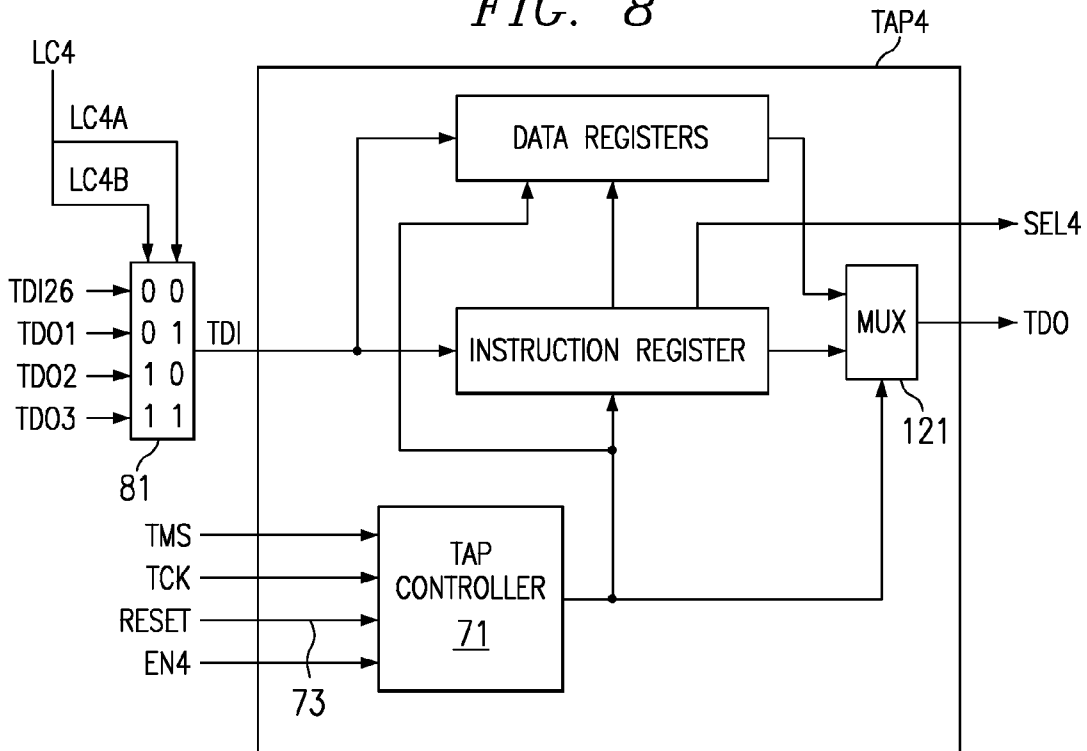 FIG. 8
TAP4
LC4
LC4A
LC4B
DATA REGISTERS
SEL4
TDI26
0 0
TDO1
0 1
TDI
TDO2
1 0
TDO3
1 1
INSTRUCTION REGISTER
MUX
TDO
81
121
TMS
TCK
RESET
EN4
TAP
CONTROLLER
71
73